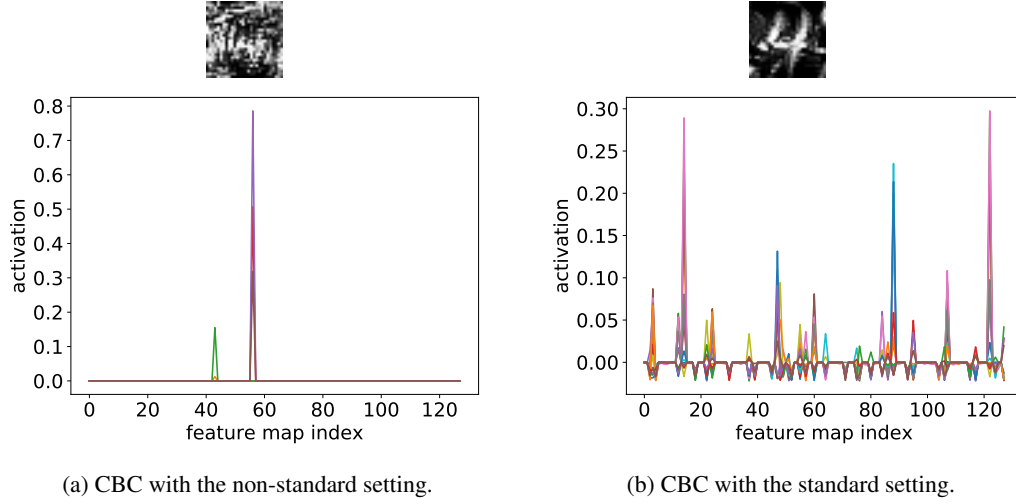 0.8
0.7
0.6
0.5
0.4
0.3
0.2
0.1
0.0
activation
0 20 40 60 80 100 120
feature map index
(a) CBC with the non-standard setting.
0.30
0.25
0.20
0.15
0.10
0.05
0.00
activation
0 20 40 60 80 100 120
feature map index
(b) CBC with the standard setting.